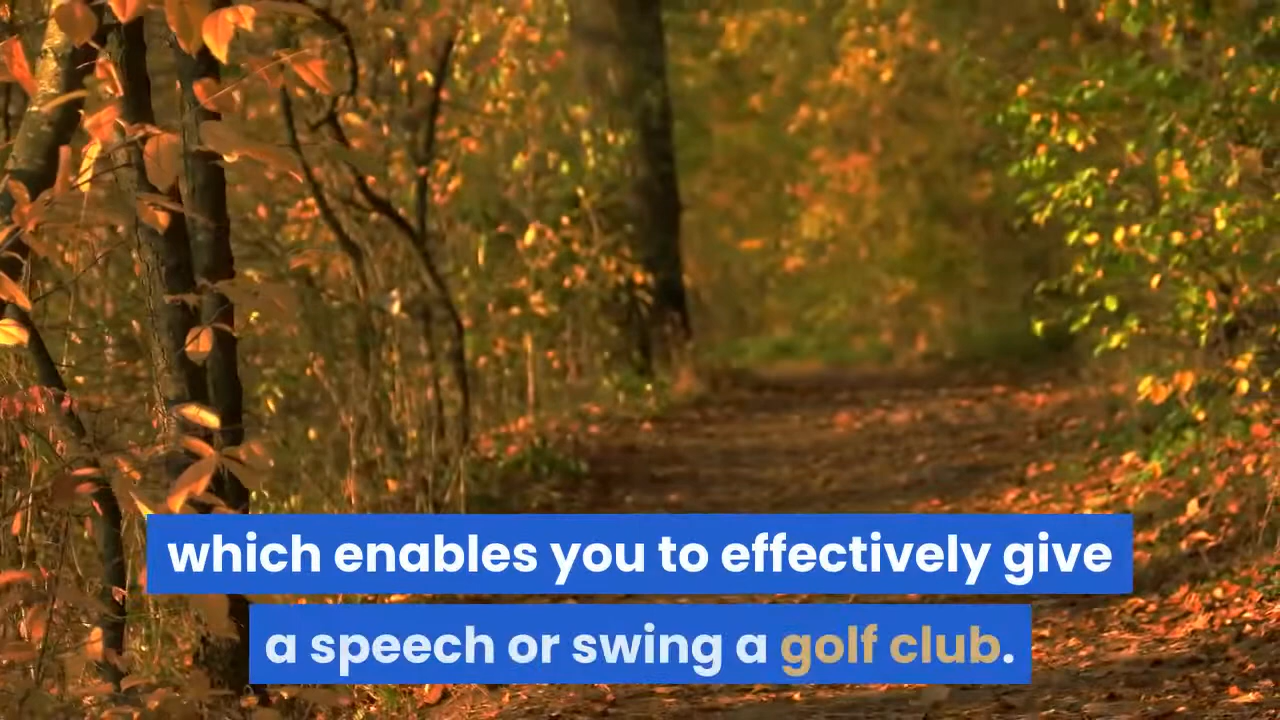 which enables you to effectively give
a speech or swing a golf club.